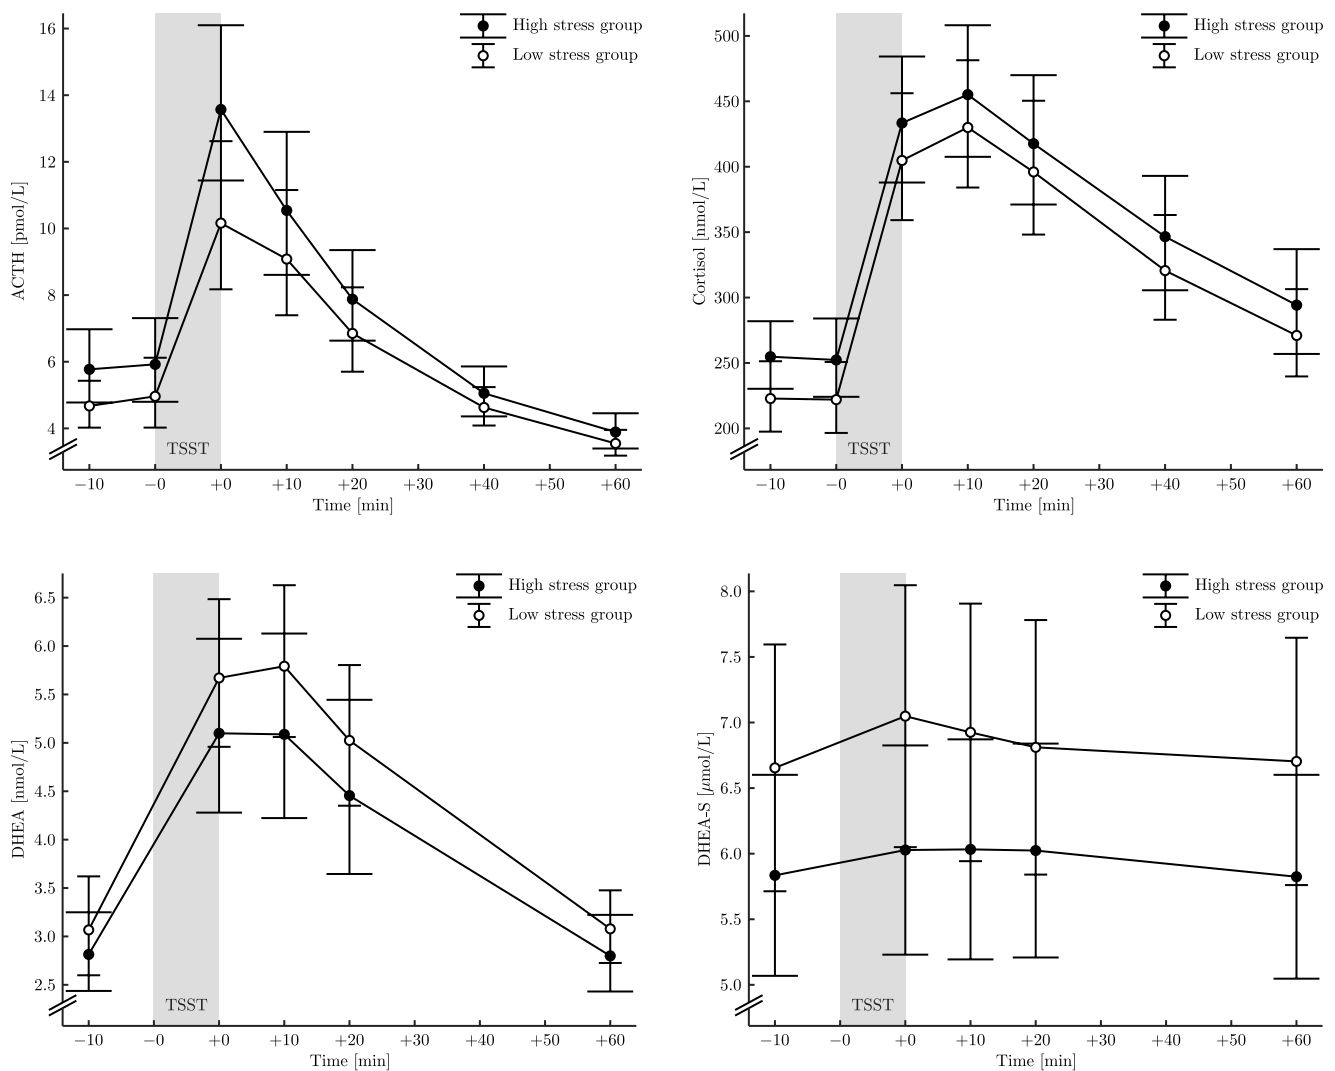 High stress group
Low stress group
16
14
12
10
8
6
4
ACTH [pmol/L]
TSST
−10 −0 +0 +10 +20 +30 +40 +50 +60
Time [min]
High stress group
Low stress group
500
450
400
350
300
250
200
Cortisol [nmol/L]
TSST
−10 −0 +0 +10 +20 +30 +40 +50 +60
Time [min]
High stress group
Low stress group
6.5
6.0
5.5
5.0
4.5
4.0
3.5
3.0
2.5
DHEA [nmol/L]
TSST
−10 −0 +0 +10 +20 +30 +40 +50 +60
Time [min]
High stress group
Low stress group
8.0
7.5
7.0
6.5
6.0
5.5
5.0
DHEA-S [μmol/L]
TSST
−10 −0 +0 +10 +20 +30 +40 +50 +60
Time [min]